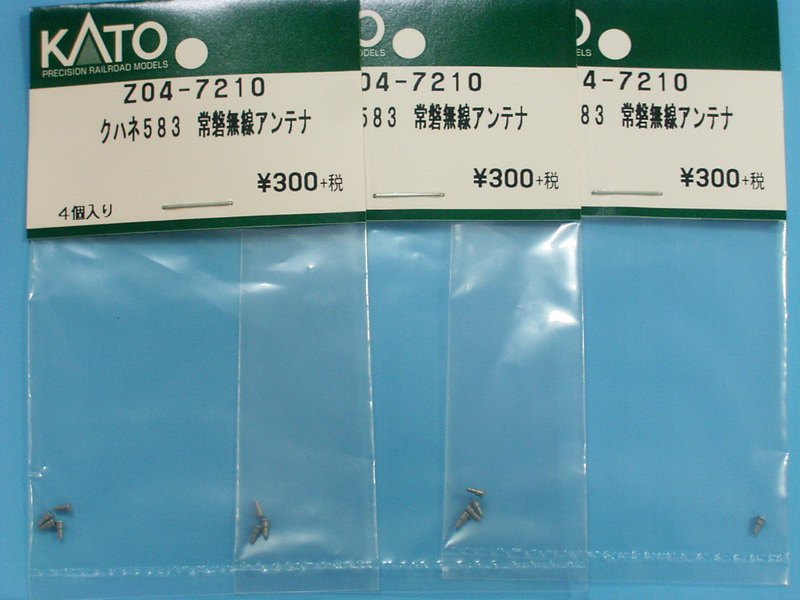 KATO
PRECISION RAILROAD MODELS
Z04-7210
クハネ583 常磐無線アンテナ
¥300+税
4個入り
O
DELS
04-7210
583 常磐無線アンテナ
¥300+税
O
ELS
4-7210
83 常磐無線アンテナ
¥300+税